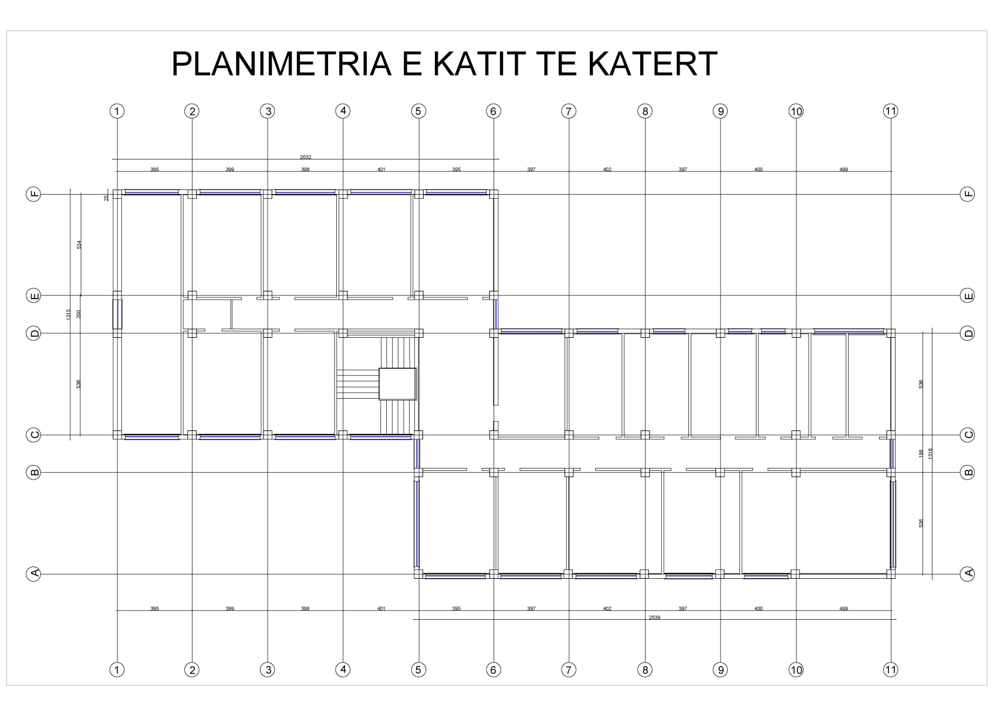 PLANIMETRIA E KATIT TE KATERT
1 2 3 4 5 6 7 8 9 10 11
2032
395 399 398 401 395 397 402 397 400 499
F F
25
534
E E
1315 200
D D
536 536
C C
198 1316
B B
536
A A
395 399 398 401 395 397 402 397 400 499
2539
1 2 3 4 5 6 7 8 9 10 11